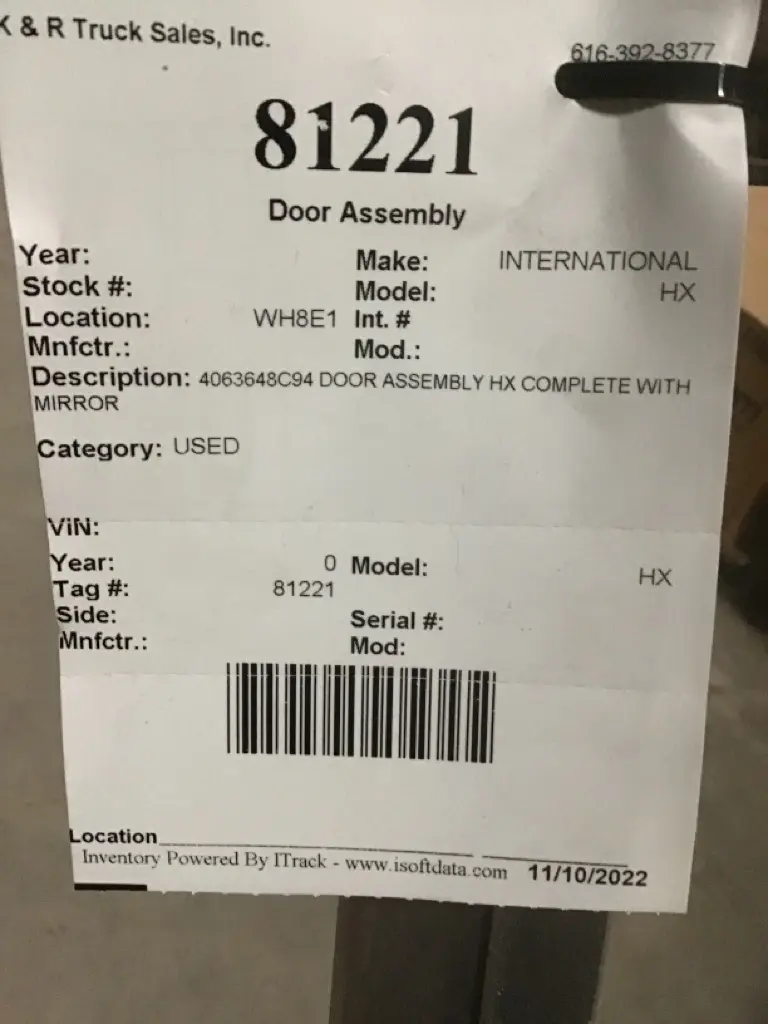 K & R Truck Sales, Inc.
616-392-8377
81221
Door Assembly
Year: Make: INTERNATIONAL
Stock #: Model: HX
Location: WH8E1 Int. #
Mnfctr.: Mod.:
Description: 4063648C94 DOOR ASSEMBLY HX COMPLETE WITH
MIRROR
Category: USED
ViN:
Year: 0 Model: HX
Tag #: 81221
Side: Serial #:
Mnfctr.: Mod:
Location
Inventory Powered By ITrack - www.isoftdata.com 11/10/2022